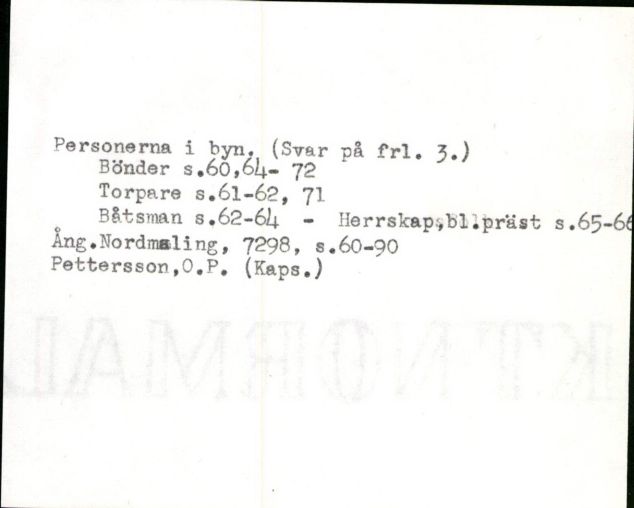 Personerna i byn. (Svar på frl. 3.)
Bönder s.60,64- 72
Torpare s.61-62, 71
Båtsman s.62-64 - Herrskap,bl.präst s.65-66
Ång.Nordmaling, 7298, s.60-90
Pettersson,O.P. (Kaps.)